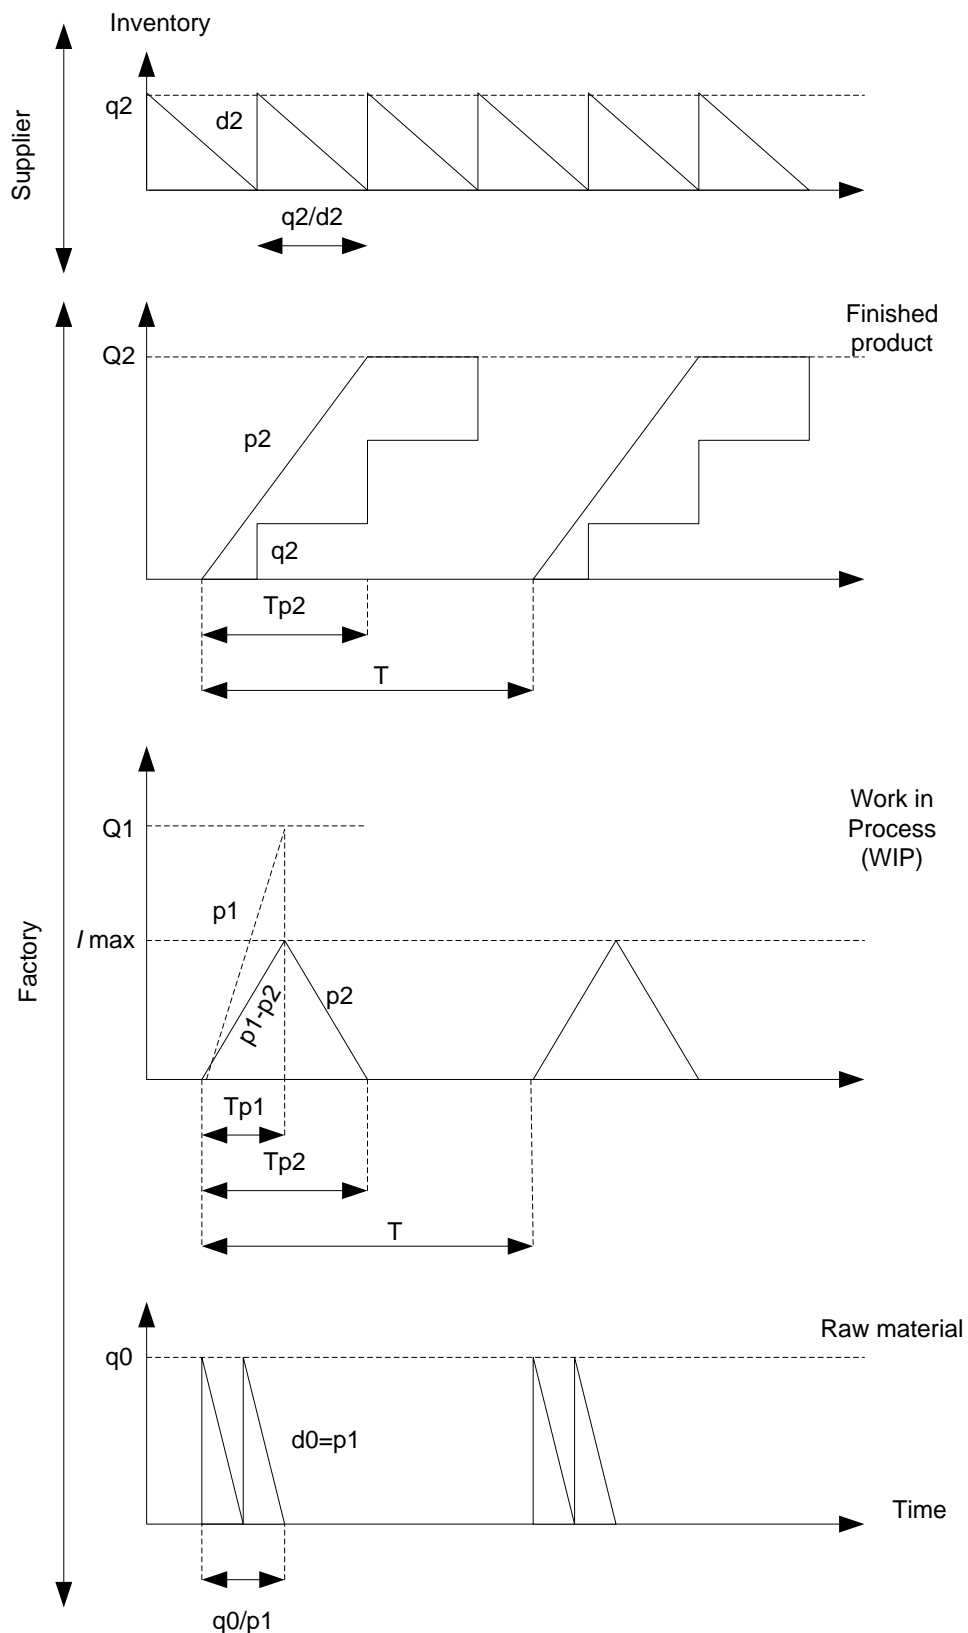 Inventory
q2
d2
Supplier
q2/d2
Finished
product
Q2
p2
q2
Tp2
T
Work in
Process
(WIP)
Q1
p1
I max
p1-p2
p2
Factory
Tp1
Tp2
T
Raw material
q0
d0=p1
Time
q0/p1